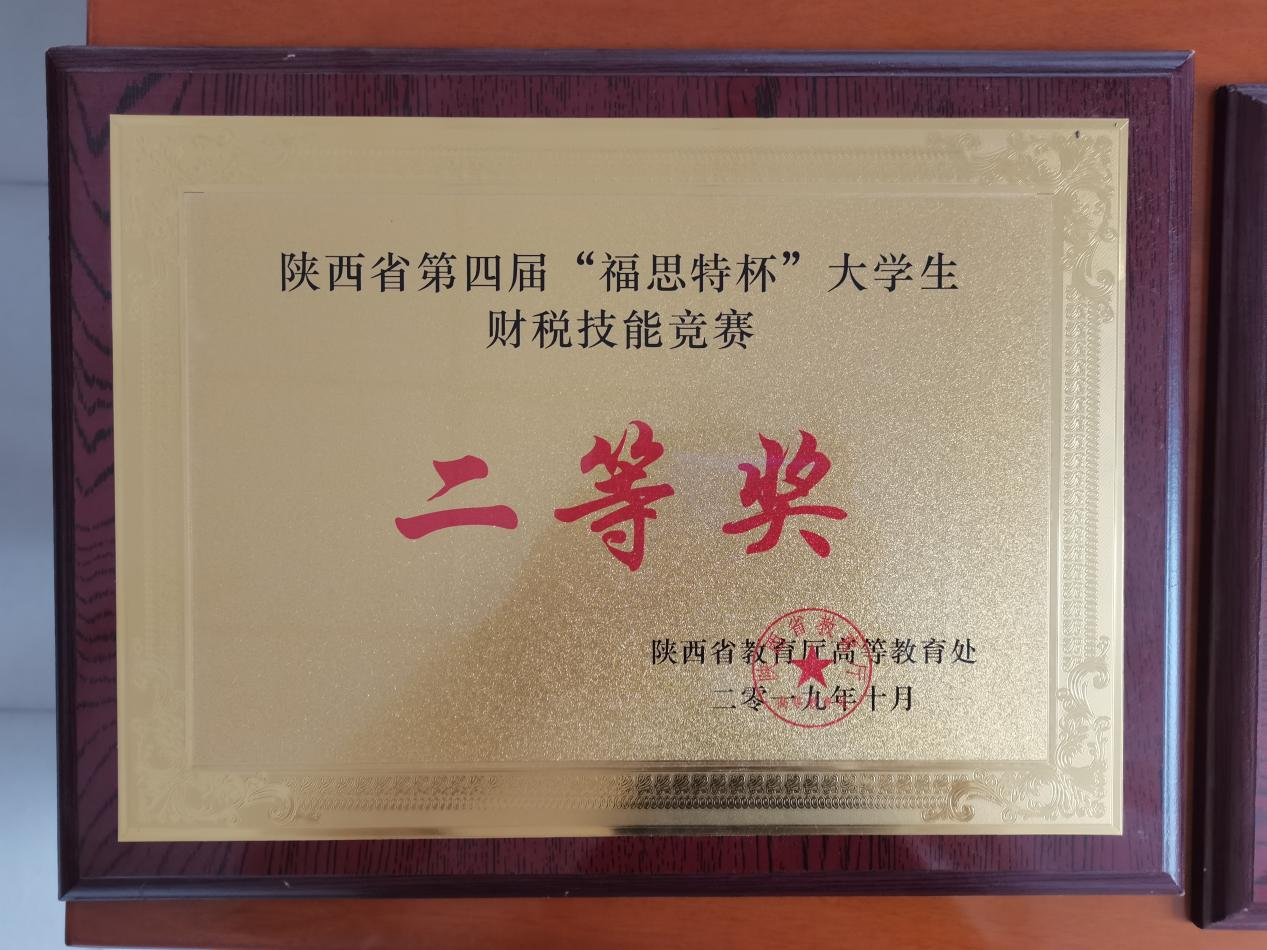 陕西省第四届“福思特杯”大学生
财税技能竞赛
二等奖
陕西省教育厅高等教育处
二零一九年十月